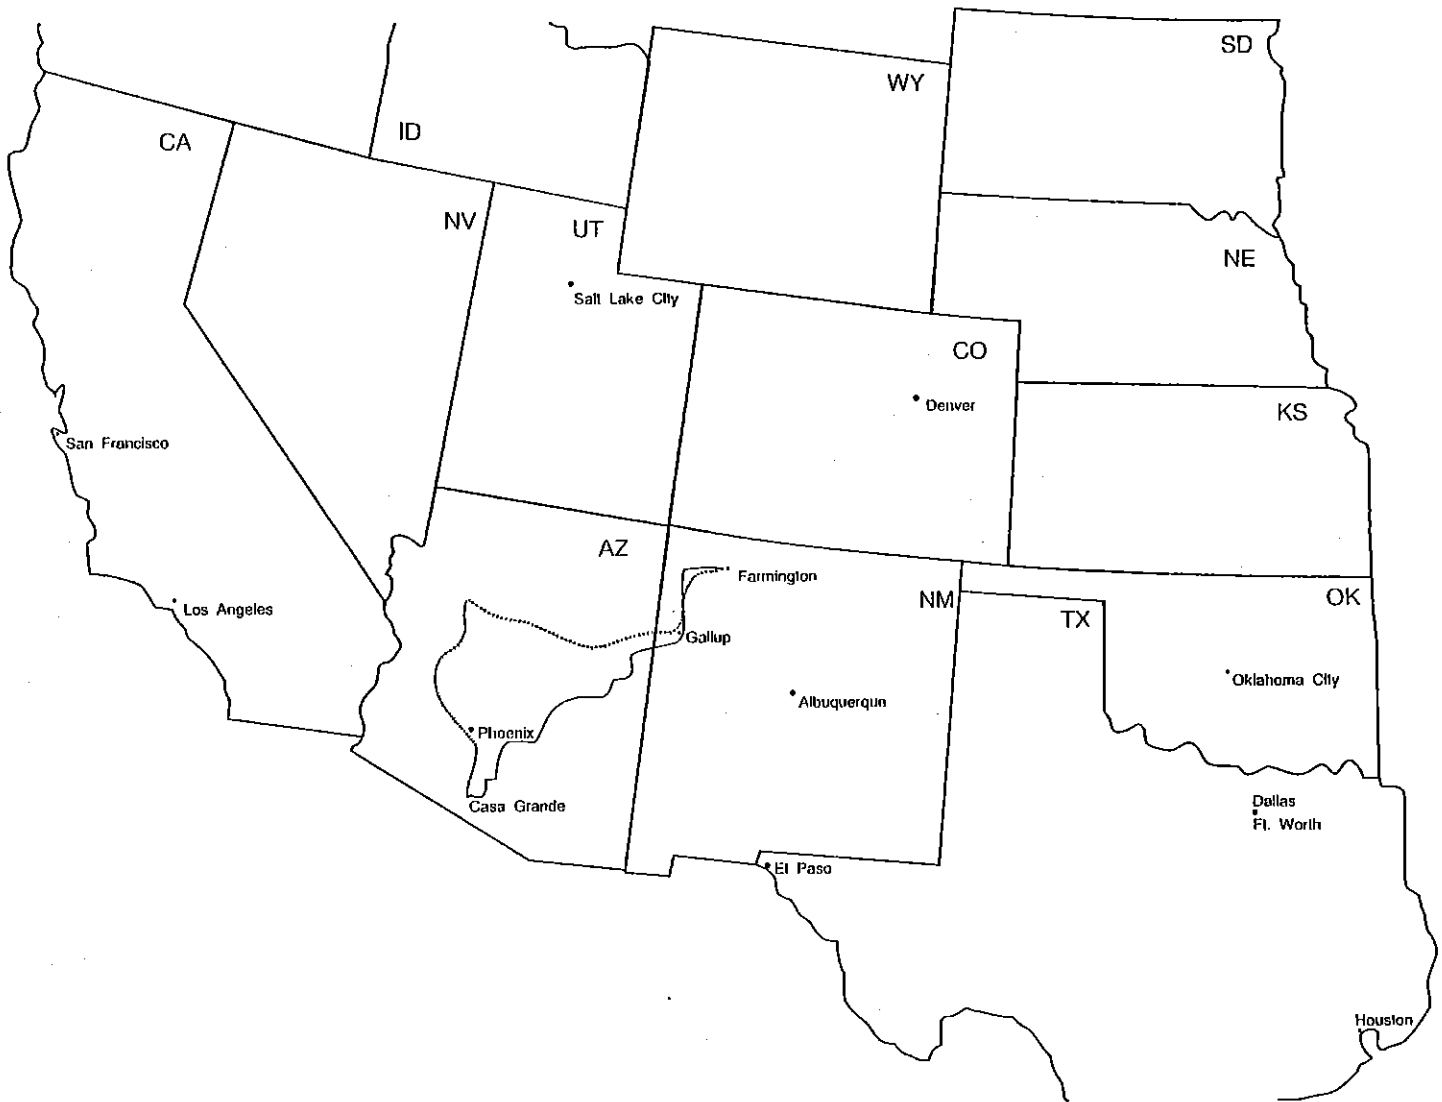 SD
WY
ID
CA
NV
UT
NE
Salt Lake City
CO
Denver
KS
San Francisco
AZ
Farmington
NM
OK
TX
Los Angeles
Gallup
Oklahoma City
Albuquerqun
Phoenix
Casa Grande
Dallas
Ft. Worth
El Paso
Houston